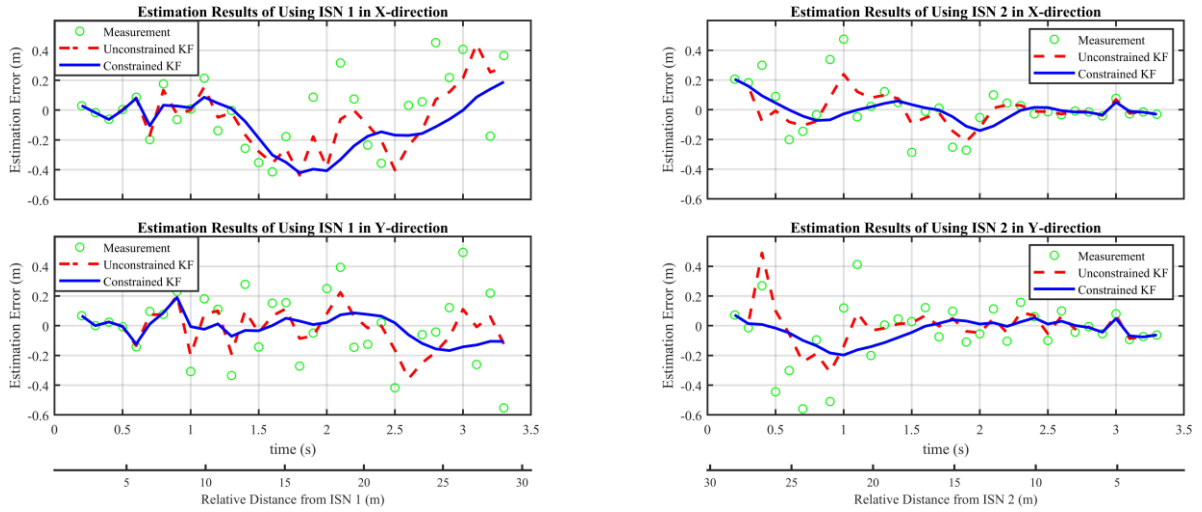 Estimation Results of Using ISN 1 in X-direction
Measurement
Unconstrained KF
Constrained KF
Estimation Error (m)
0.4
0.2
0
-0.2
-0.4
-0.6
Estimation Results of Using ISN 1 in Y-direction
Measurement
Unconstrained KF
Constrained KF
Estimation Error (m)
0.4
0.2
0
-0.2
-0.4
-0.6
0 0.5 1 1.5 2 2.5 3 3.5
time (s)
5 10 15 20 25 30
Relative Distance from ISN 1 (m)
Estimation Results of Using ISN 2 in X-direction
Measurement
Unconstrained KF
Constrained KF
Estimation Error (m)
0.4
0.2
0
-0.2
-0.4
-0.6
Estimation Results of Using ISN 2 in Y-direction
Measurement
Unconstrained KF
Constrained KF
Estimation Error (m)
0.4
0.2
0
-0.2
-0.4
-0.6
0 0.5 1 1.5 2 2.5 3 3.5
time (s)
30 25 20 15 10 5
Relative Distance from ISN 2 (m)